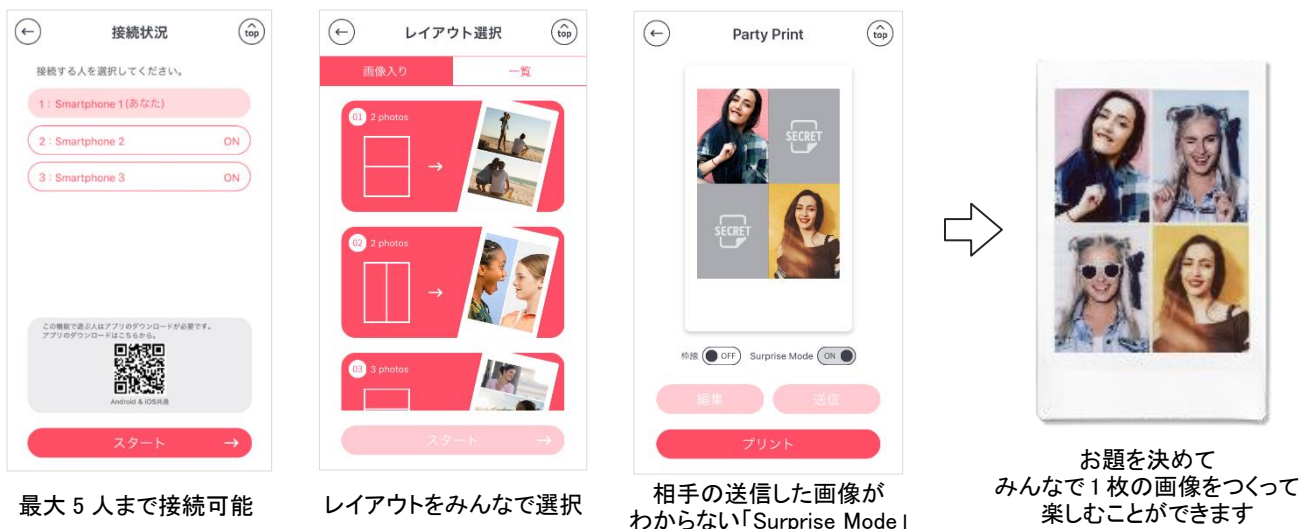 接続状況
top
接続する人を選択してください。
1：Smartphone 1(あなた)
2：Smartphone 2 ON
3：Smartphone 3 ON
この機能で遊ぶ人はアプリのダウンロードが必要です。
アプリのダウンロードはこちらから。
Android & iOS共通
スタート
最大 5 人まで接続可能
レイアウト選択
top
画像入り 一覧
01 2 photos
02 2 photos
03 3 photos
スタート
レイアウトをみんなで選択
Party Print
top
SECRET
SECRET
枠線 OFF Surprise Mode ON
編集 送信
プリント
相手の送信した画像が
わからない「Surprise Mode」
お題を決めて
みんなで 1 枚の画像をつくって
楽しむことができます